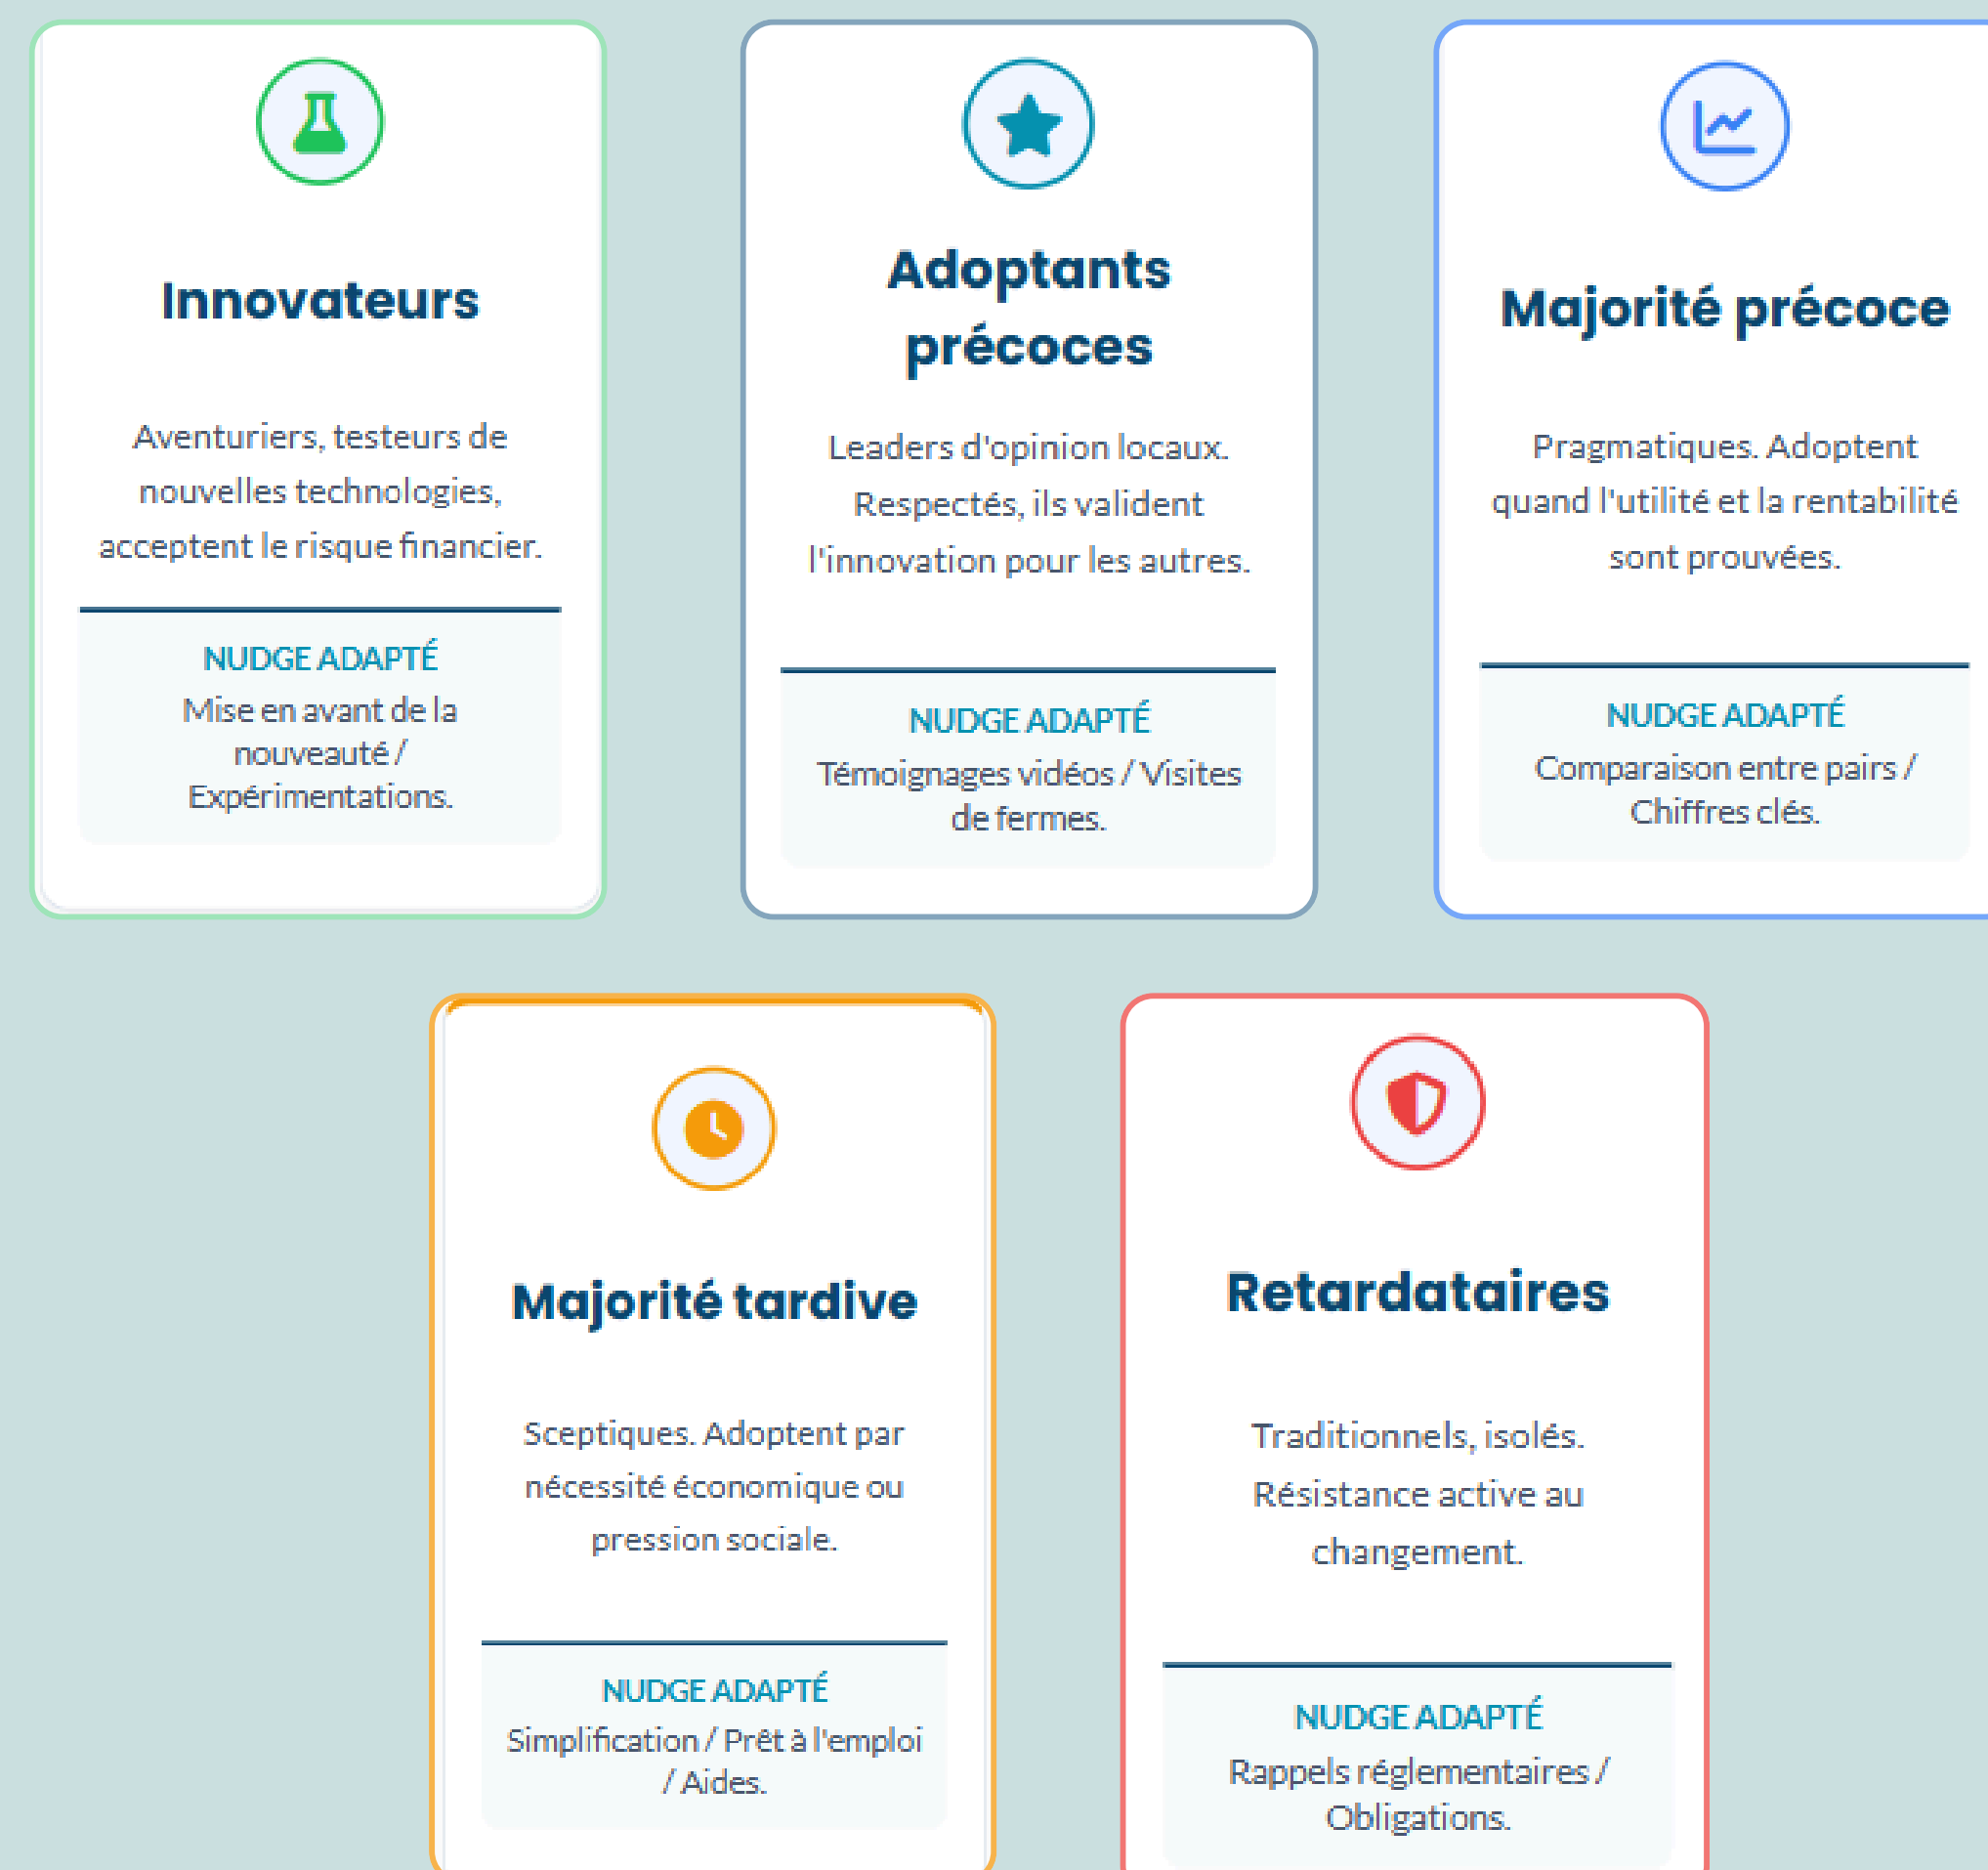 Innovateurs
Aventuriers, testeurs de
nouvelles technologies,
acceptent le risque financier.
NUDGE ADAPTÉ
Mise en avant de la
nouveauté /
Expérimentations.
Adoptants
précoces
Leaders d'opinion locaux.
Respectés, ils valident
l'innovation pour les autres.
NUDGE ADAPTÉ
Témoignages vidéos / Visites
de fermes.
Majorité précoce
Pragmatiques. Adoptent
quand l'utilité et la rentabilité
sont prouvées.
NUDGE ADAPTÉ
Comparaison entre pairs /
Chiffres clés.
Majorité tardive
Sceptiques. Adoptent par
nécessité économique ou
pression sociale.
NUDGE ADAPTÉ
Simplification / Prêt à l'emploi
/ Aides.
Retardataires
Traditionnels, isolés.
Résistance active au
changement.
NUDGE ADAPTÉ
Rappels réglementaires /
Obligations.